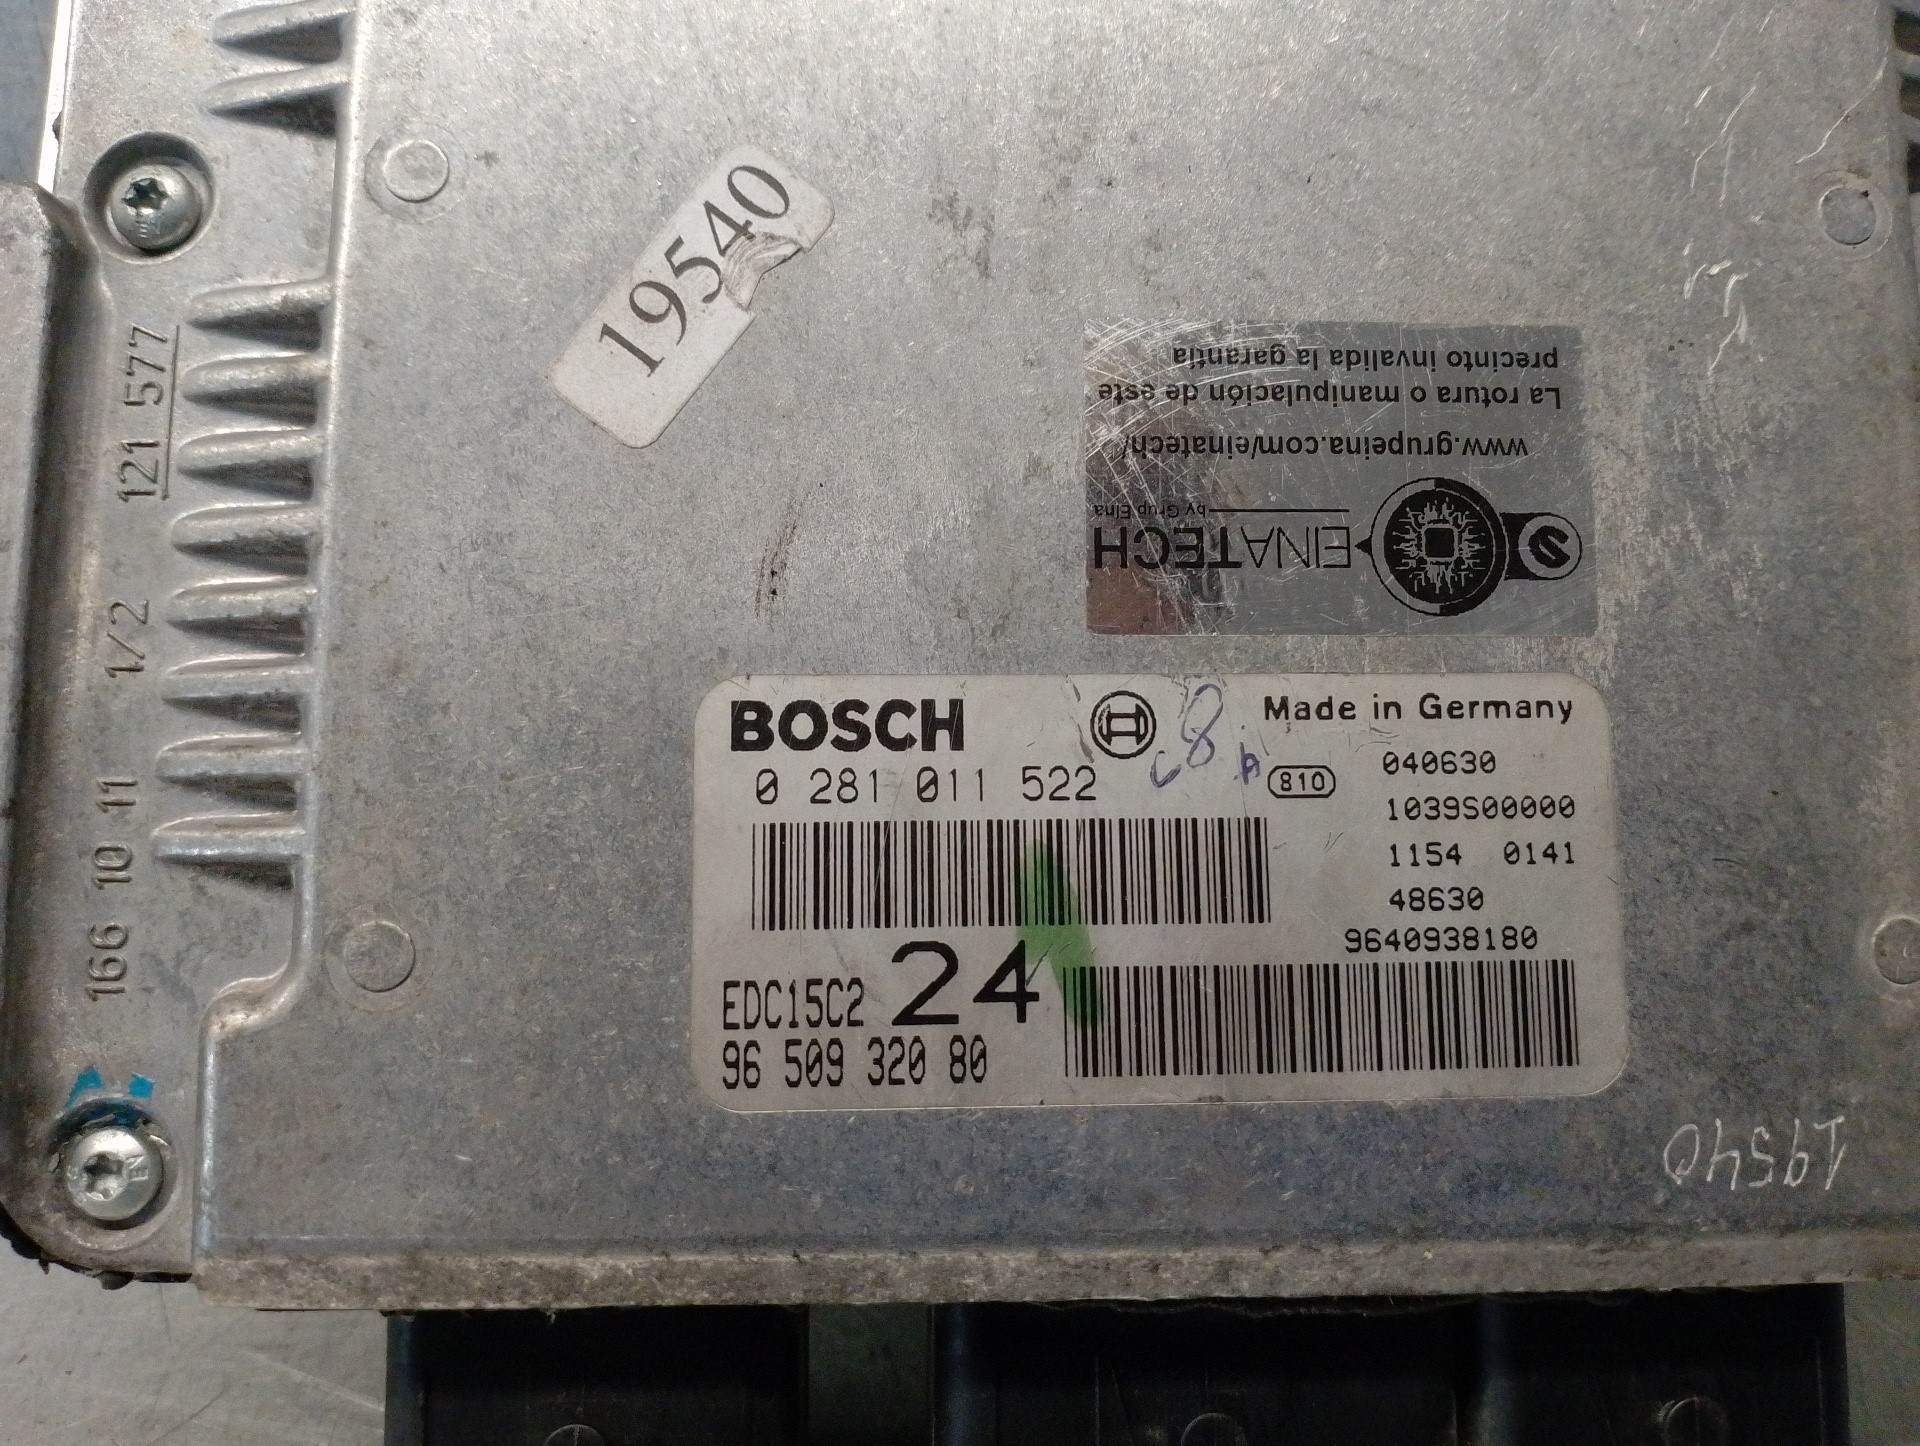 19540
121 577
1/2
166 10 11
EINATECH
by Grup Eina
www.grupeina.com/einatech/
La rotura o manipulación de este
precinto invalida la garantía
BOSCH
Made in Germany
0 281 011 522
c8
810
040630
1039S00000
1154 0141
48630
9640938180
EDC15C2
24
96 509 320 80
19540